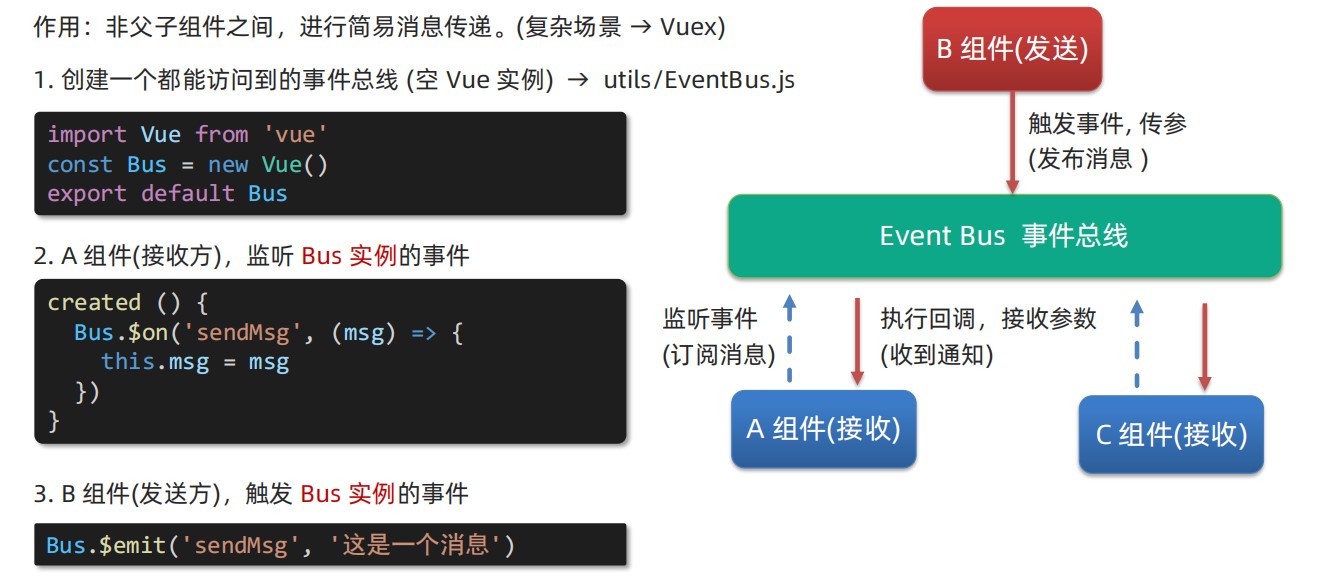 作用：非父子组件之间，进行简易消息传递。(复杂场景 → Vuex)
1. 创建一个都能访问到的事件总线 (空 Vue 实例) → utils/EventBus.js
import Vue from 'vue'
const Bus = new Vue()
export default Bus
2. A 组件(接收方)，监听 Bus 实例的事件
created () {
  Bus.$on('sendMsg', (msg) => {
    this.msg = msg
  })
}
3. B 组件(发送方)，触发 Bus 实例的事件
Bus.$emit('sendMsg', '这是一个消息')
B 组件(发送)
触发事件, 传参
(发布消息 )
Event Bus 事件总线
监听事件
(订阅消息)
执行回调，接收参数
(收到通知)
A 组件(接收)
C 组件(接收)